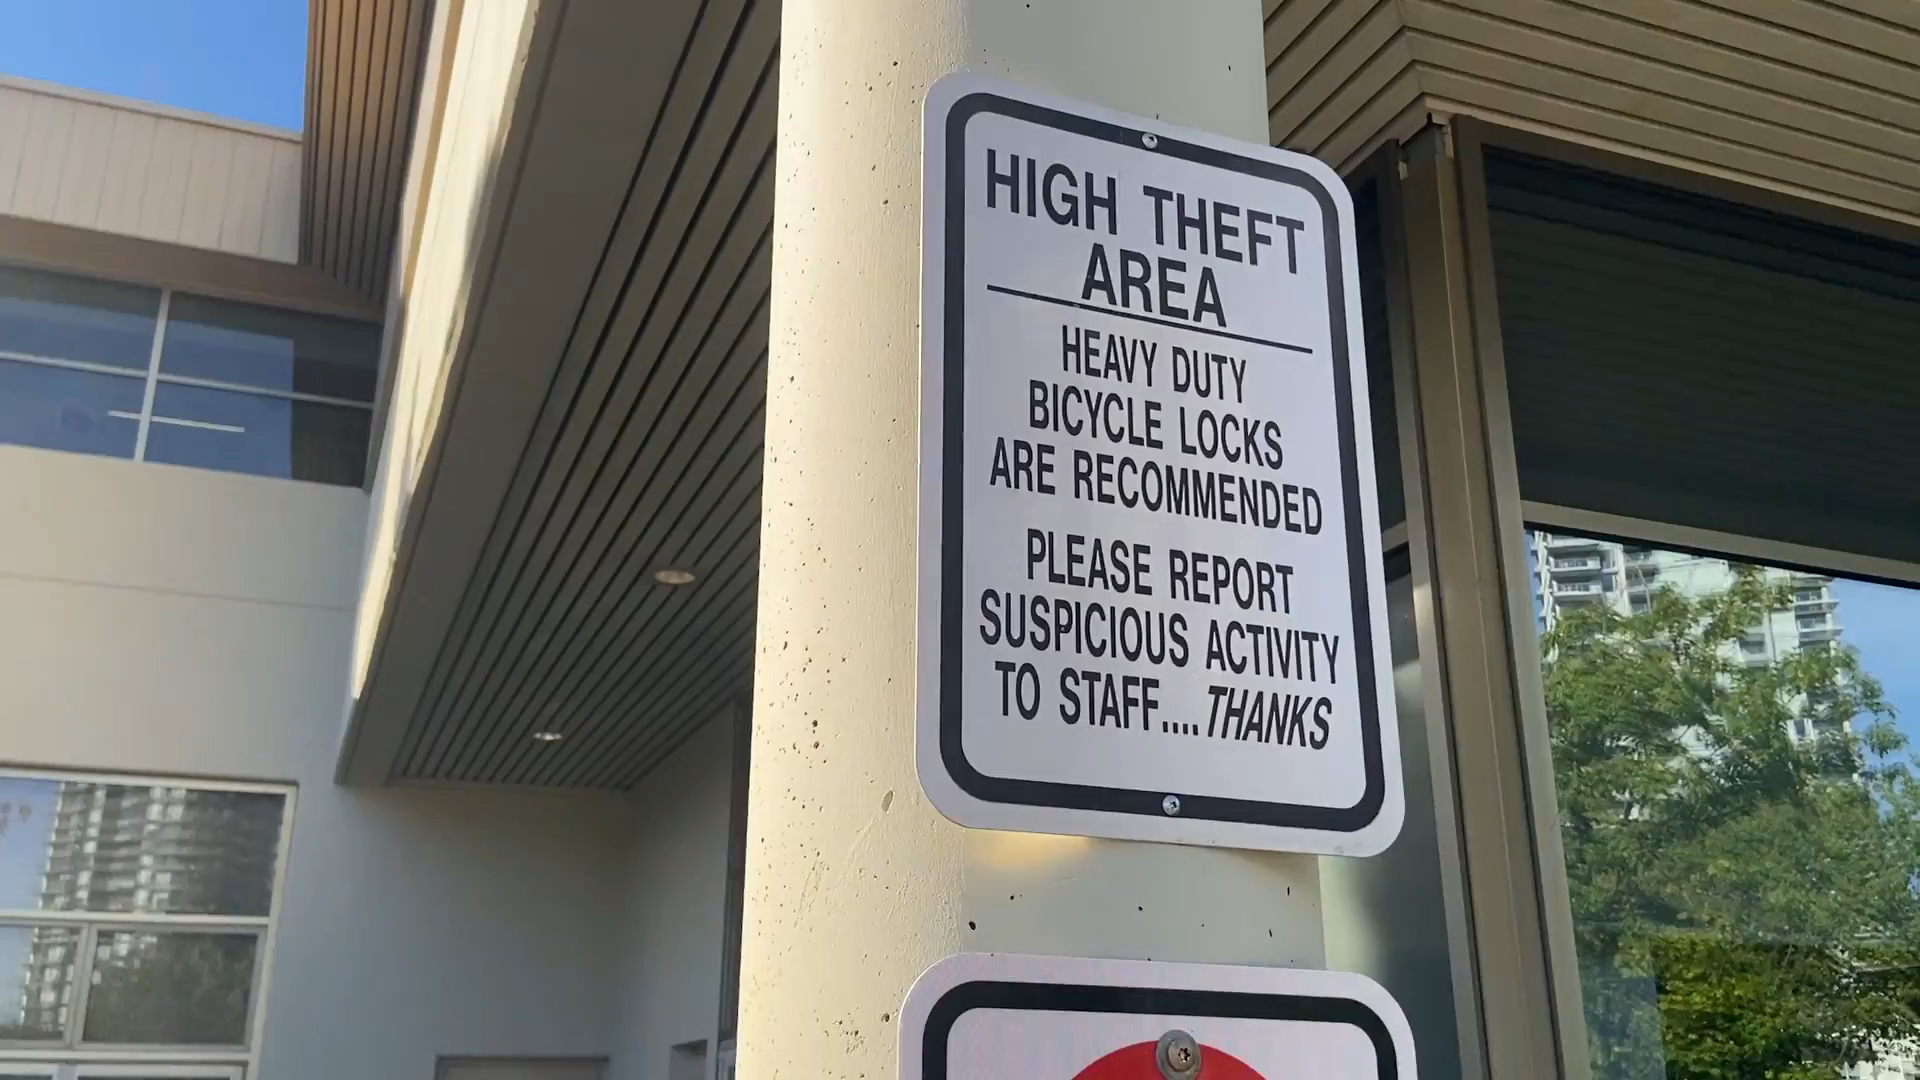 HIGH THEFT
AREA
HEAVY DUTY
BICYCLE LOCKS
ARE RECOMMENDED
PLEASE REPORT
SUSPICIOUS ACTIVITY
TO STAFF....THANKS